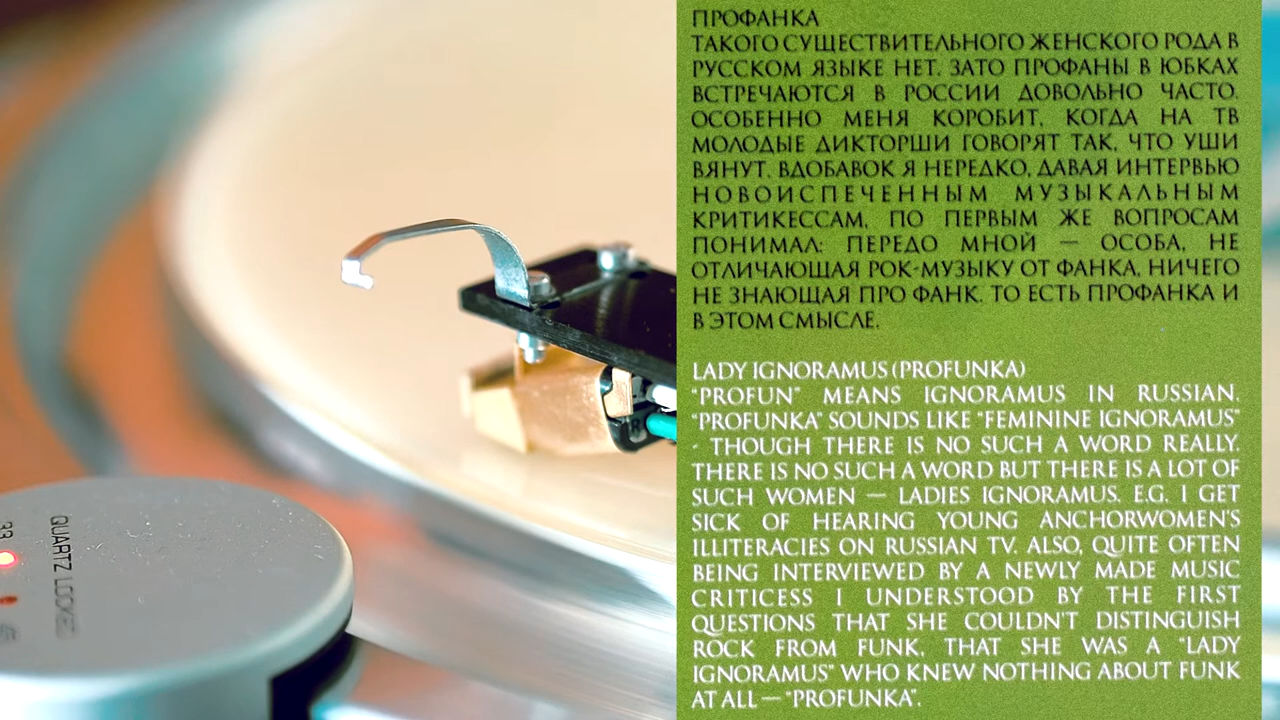 ПРОФАНКА
ТАКОГО СУЩЕСТВИТЕЛЬНОГО ЖЕНСКОГО РОДА В
РУССКОМ ЯЗЫКЕ НЕТ. ЗАТО ПРОФАНЫ В ЮБКАХ
ВСТРЕЧАЮТСЯ В РОССИИ ДОВОЛЬНО ЧАСТО.
ОСОБЕННО МЕНЯ КОРОБИТ, КОГДА НА ТВ
МОЛОДЫЕ ДИКТОРШИ ГОВОРЯТ ТАК, ЧТО УШИ
ВЯНУТ. ВДОБАВОК Я НЕРЕДКО, ДАВАЯ ИНТЕРВЬЮ
НОВОИСПЕЧЕННЫМ МУЗЫКАЛЬНЫМ
КРИТИКЕССАМ, ПО ПЕРВЫМ ЖЕ ВОПРОСАМ
ПОНИМАЛ: ПЕРЕДО МНОЙ — ОСОБА, НЕ
ОТЛИЧАЮЩАЯ РОК-МУЗЫКУ ОТ ФАНКА, НИЧЕГО
НЕ ЗНАЮЩАЯ ПРО ФАНК. ТО ЕСТЬ ПРОФАНКА И
В ЭТОМ СМЫСЛЕ.
LADY IGNORAMUS (PROFUNKA)
"PROFUN" MEANS IGNORAMUS IN RUSSIAN.
"PROFUNKA" SOUNDS LIKE "FEMININE IGNORAMUS"
- THOUGH THERE IS NO SUCH A WORD REALLY.
THERE IS NO SUCH A WORD BUT THERE IS A LOT OF
SUCH WOMEN — LADIES IGNORAMUS. E.G. I GET
SICK OF HEARING YOUNG ANCHORWOMEN'S
ILLITERACIES ON RUSSIAN TV. ALSO, QUITE OFTEN
BEING INTERVIEWED BY A NEWLY MADE MUSIC
CRITICESS I UNDERSTOOD BY THE FIRST
QUESTIONS THAT SHE COULDN'T DISTINGUISH
ROCK FROM FUNK, THAT SHE WAS A "LADY
IGNORAMUS" WHO KNEW NOTHING ABOUT FUNK
AT ALL — "PROFUNKA".
QUARTZ LOCKED
33
R